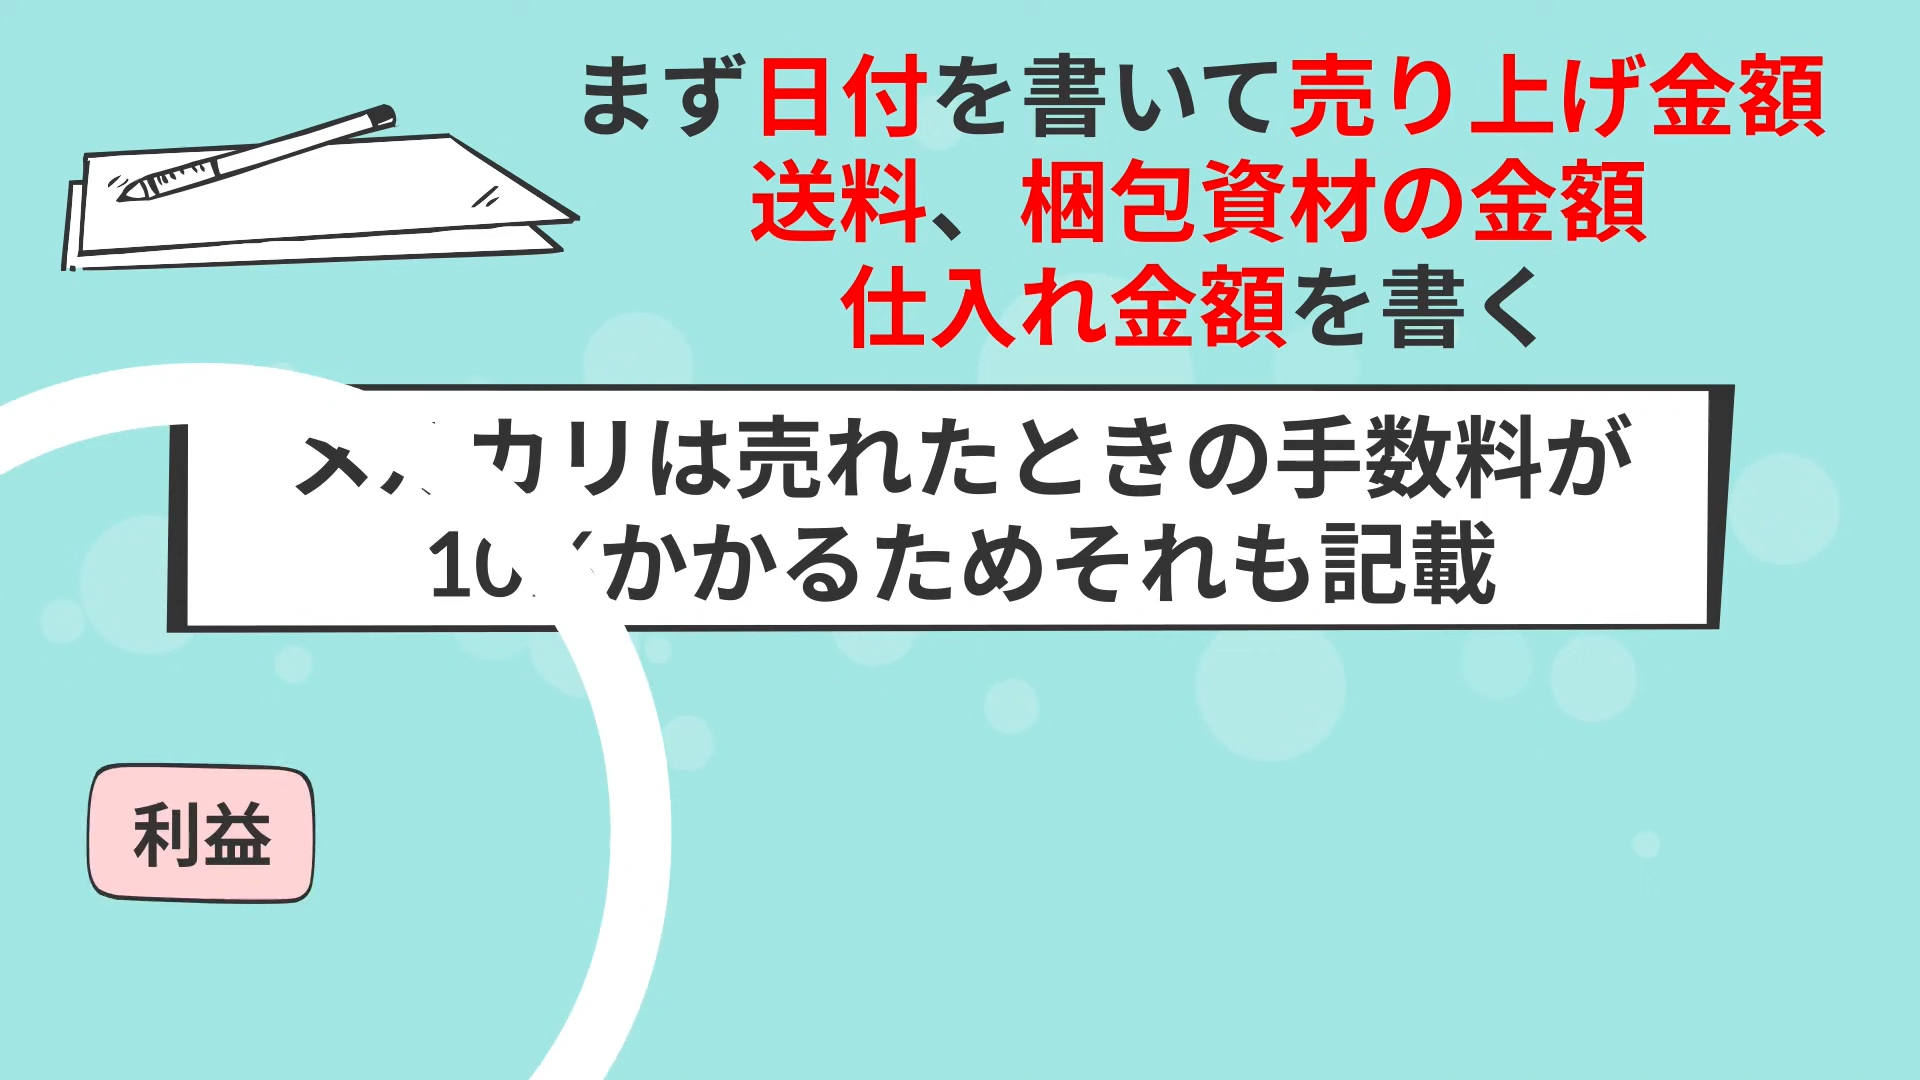 まず日付を書いて売り上げ金額
送料、梱包資材の金額
仕入れ金額を書く
カリは売れたときの手数料が
かかるためそれも記載
利益